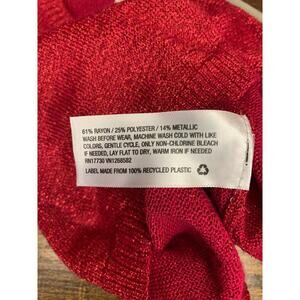 61% RAYON / 25% POLYESTER / 14% METALLIC
WASH BEFORE WEAR, MACHINE WASH COLD WITH LIKE
COLORS, GENTLE CYCLE, ONLY NON-CHLORINE BLEACH
IF NEEDED, LAY FLAT TO DRY, WARM IRON IF NEEDED
RN17730 VN1268582
LABEL MADE FROM 100% RECYCLED PLASTIC